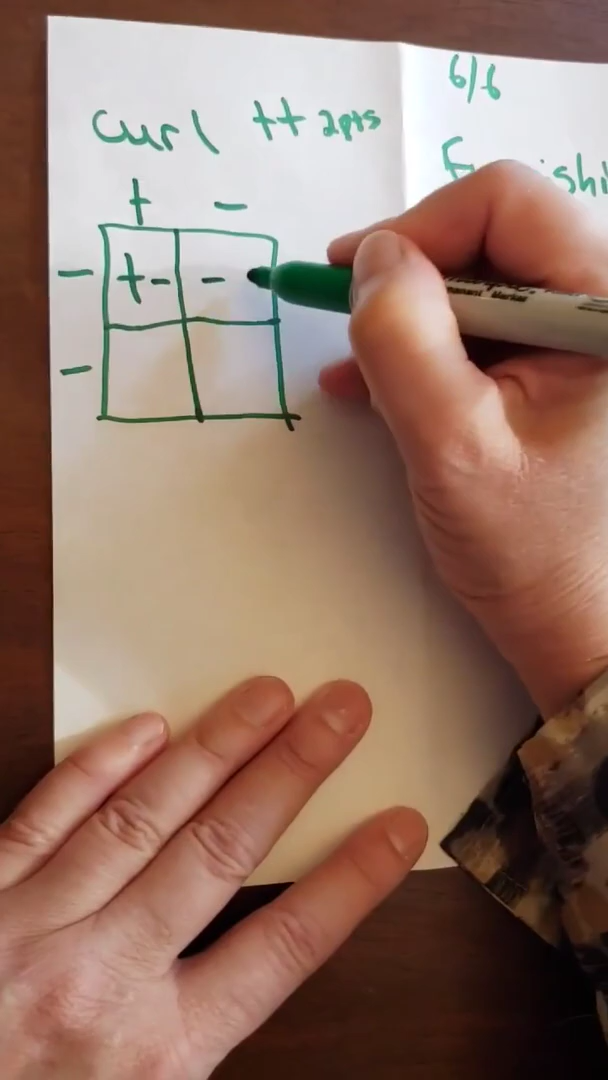 6/6
curl ++ 2pts
+ -
- +- -
-